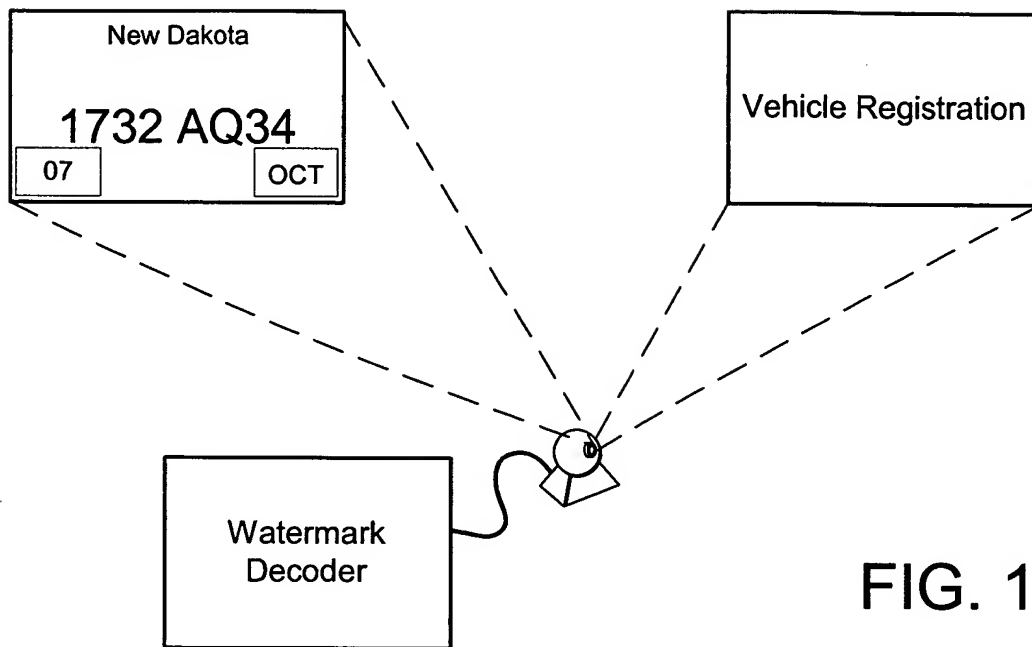 New Dakota
1732 AQ34
07
OCT
Vehicle Registration
Watermark
Decoder
FIG. 1